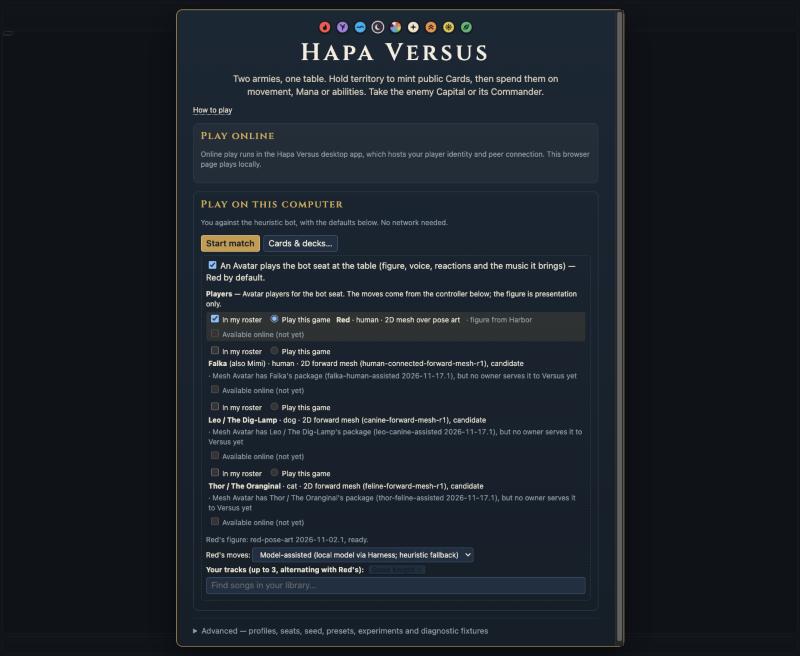 Hapa Versus
Two armies, one table. Hold territory to mint public Cards, then spend them on
movement, Mana or abilities. Take the enemy Capital or its Commander.
How to play
Play online
Online play runs in the Hapa Versus desktop app, which hosts your player identity and peer connection. This browser
page plays locally.
Play on this computer
You against the heuristic bot, with the defaults below. No network needed.
Start match Cards & decks...
An Avatar plays the bot seat at the table (figure, voice, reactions and the music it brings) —
Red by default.
Players — Avatar players for the bot seat. The moves come from the controller below; the figure is presentation
only.
In my roster Play this game Red · human · 2D mesh over pose art · figure from Harbor
Available online (not yet)
In my roster Play this game
Falka (also Mimi) · human · 2D forward mesh (human-connected-forward-mesh-r1), candidate
· Mesh Avatar has Falka's package (falka-human-assisted 2026-11-17.1), but no owner serves it to Versus yet
Available online (not yet)
In my roster Play this game
Leo / The Dig-Lamp · dog · 2D forward mesh (canine-forward-mesh-r1), candidate
· Mesh Avatar has Leo / The Dig-Lamp's package (leo-canine-assisted 2026-11-17.1), but no owner serves it to
Versus yet
Available online (not yet)
In my roster Play this game
Thor / The Oranginal · cat · 2D forward mesh (feline-forward-mesh-r1), candidate
· Mesh Avatar has Thor / The Oranginal's package (thor-feline-assisted 2026-11-17.1), but no owner serves it
to Versus yet
Available online (not yet)
Red's figure: red-pose-art 2026-11-02.1, ready.
Red's moves: Model-assisted (local model via Harness; heuristic fallback)
Your tracks (up to 3, alternating with Red's):
Find songs in your library...
Advanced — profiles, seats, seed, presets, experiments and diagnostic fixtures